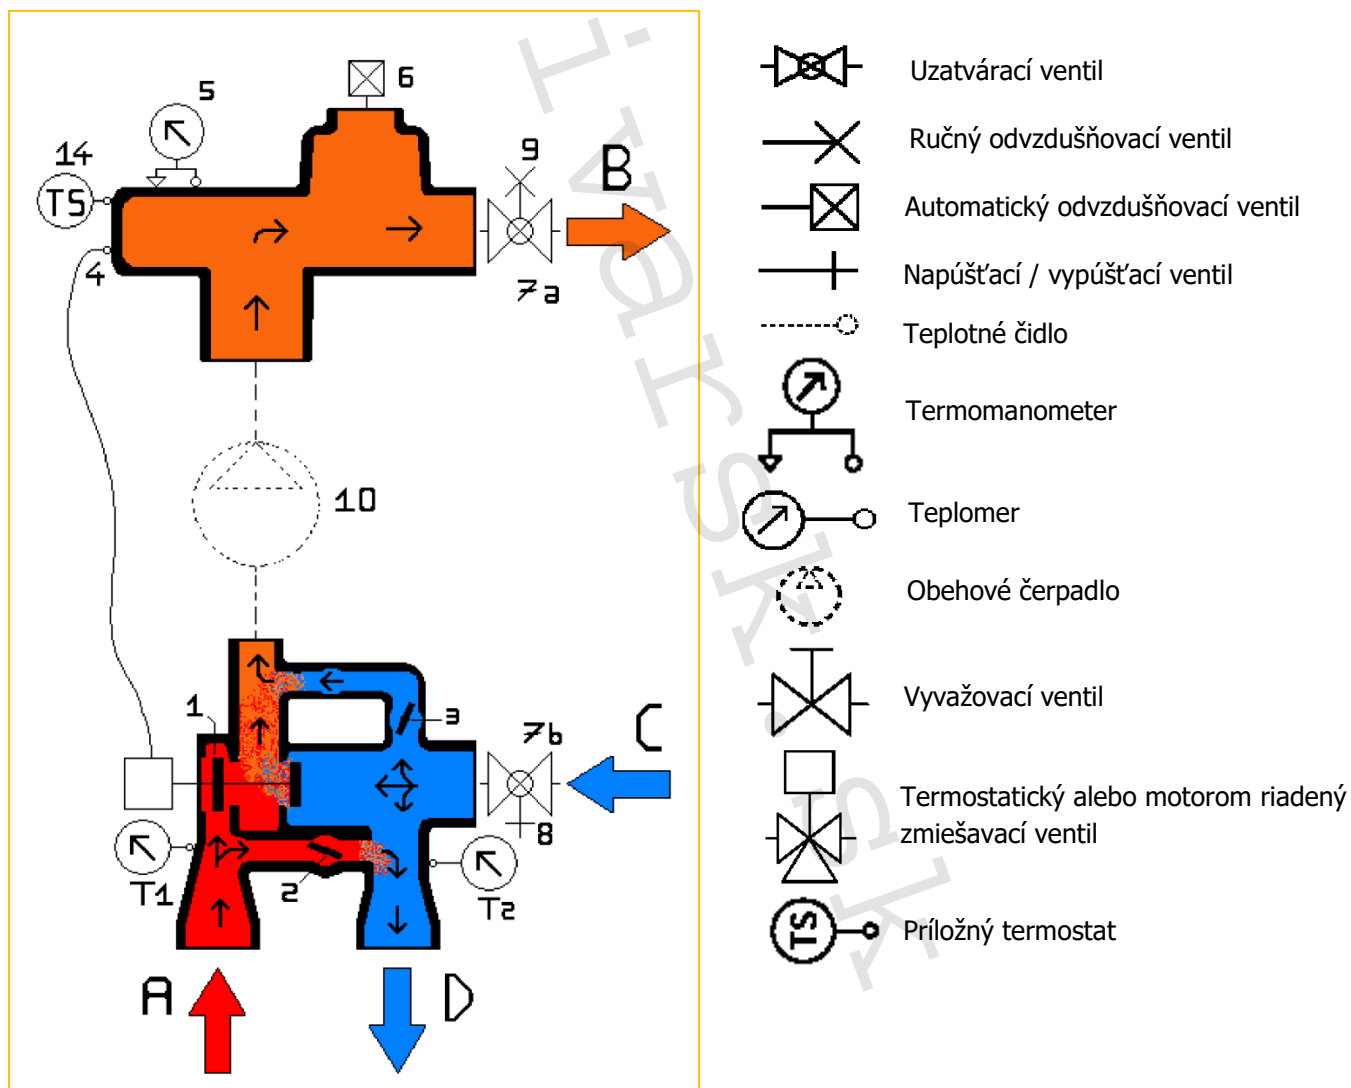 6
5
14
TS
9
B
4
7a
10
1
3
7b
C
8
T1
2
T2
A
D
Uzatvárací ventil
Ručný odvzdušňovací ventil
Automatický odvzdušňovací ventil
Napúšťací / vypúšťací ventil
Teplotné čidlo
Termomanometer
Teplomer
Obehové čerpadlo
Vyvažovací ventil
Termostatický alebo motorom riadený
zmiešavací ventil
TS
Príložný termostat
ivarsk.sk